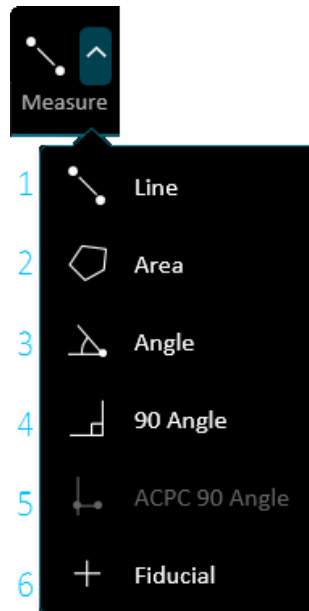 Measure
1 Line
2 Area
3 Angle
4 90 Angle
5 ACPC 90 Angle
6 Fiducial